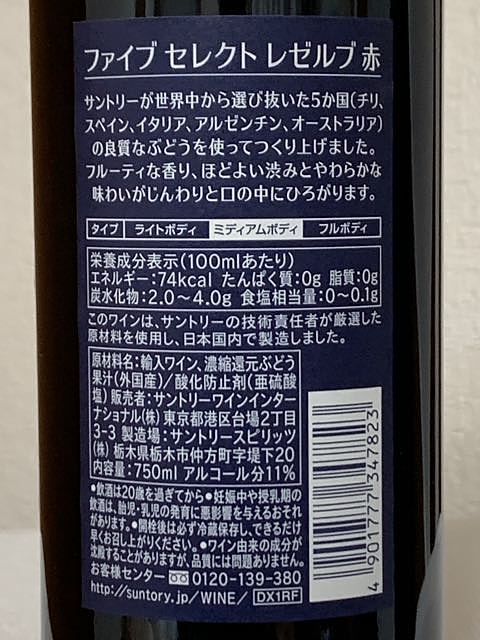 ファイブ セレクト レゼルブ 赤
サントリーが世界中から選び抜いた5か国(チリ、
スペイン、イタリア、アルゼンチン、オーストラリア)
の良質なぶどうを使ってつくり上げました。
フルーティな香り、ほどよい渋みとやわらかな
味わいがじんわりと口の中にひろがります。
タイプ ライトボディ ミディアムボディ フルボディ
栄養成分表示(100mlあたり)
エネルギー:74kcal たんぱく質:0g 脂質:0g
炭水化物:2.0～4.0g 食塩相当量:0～0.1g
このワインは、サントリーの技術責任者が厳選した
原材料を使用し、日本国内で製造しました。
原材料名:輸入ワイン、濃縮還元ぶどう
果汁(外国産)/酸化防止剤(亜硫酸
塩) 販売者:サントリーワインインター
ナショナル(株) 東京都港区台場2丁目
3-3 製造場:サントリースピリッツ
(株) 栃木県栃木市仲方町字堤下20
内容量:750ml アルコール分11%
●飲酒は20歳を過ぎてから●妊娠中や授乳期の
飲酒は、胎児・乳児の発育に悪影響を与えるおそれ
があります。●開栓後は必ず冷蔵保存し、できるだけ
早くお召し上がりください。●ワイン由来の成分が
沈殿することがありますが、品質には問題ありません。
お客様センター 0120-139-380
http://suntory.jp/WINE/ DX1RF
4 901777 347823